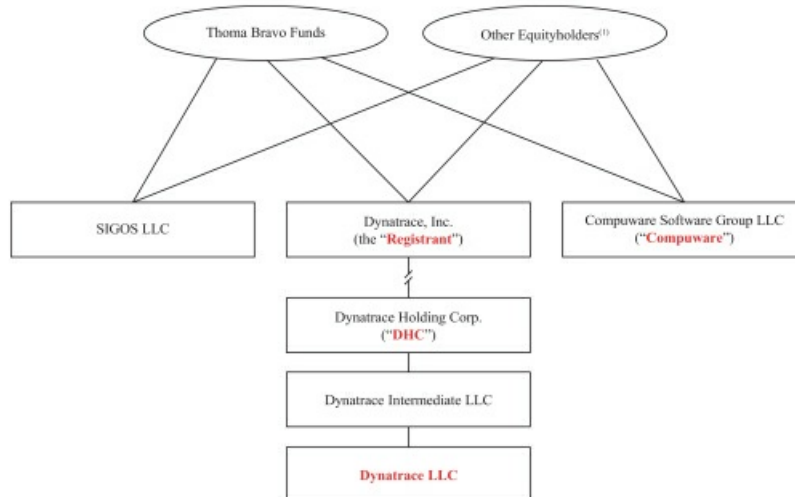 Thoma Bravo Funds
Other Equityholders(1)
SIGOS LLC
Dynatrace, Inc.
(the “Registrant”)
Compuware Software Group LLC
(“Compuware”)
Dynatrace Holding Corp.
(“DHC”)
Dynatrace Intermediate LLC
Dynatrace LLC